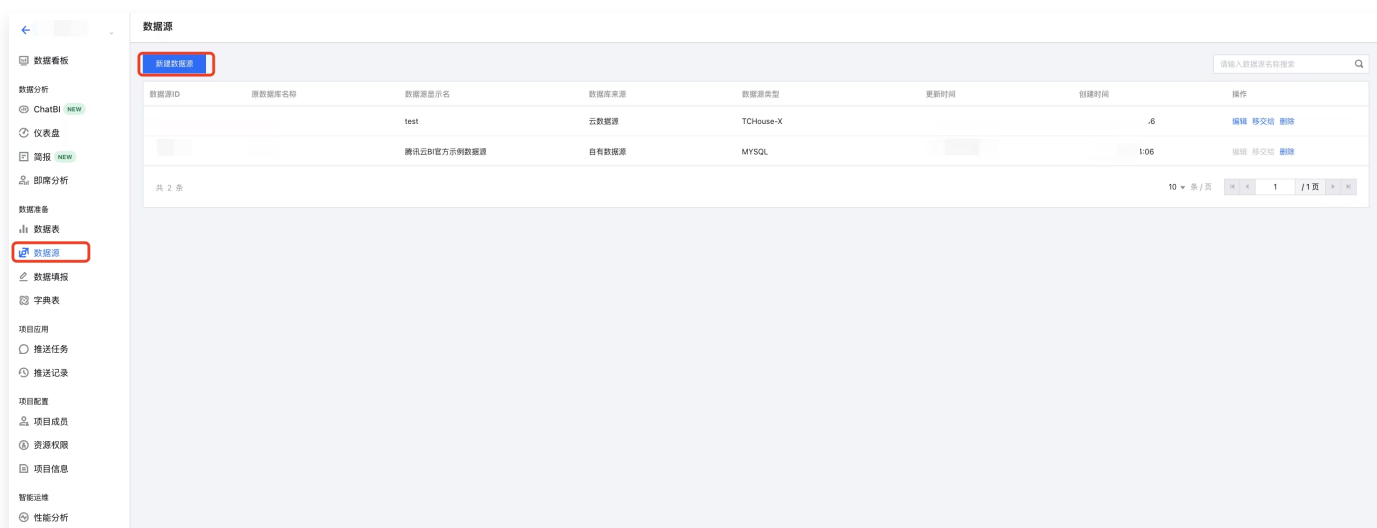 数据源
数据看板
数据分析
ChatBI NEW
仪表盘
简报 NEW
即席分析
数据准备
数据表
数据源
数据填报
字典表
项目应用
推送任务
推送记录
项目配置
项目成员
资源权限
项目信息
智能运维
性能分析
新建数据源
请输入数据源名称搜索
数据源ID 原数据库名称 数据源显示名 数据库来源 数据源类型 更新时间 创建时间 操作
test 云数据源 TCHouse-X .6 编辑 移交给 删除
腾讯云BI官方示例数据源 自有数据源 MYSQL :06 编辑 移交给 删除
共 2 条
10 条 / 页 1 / 1 页